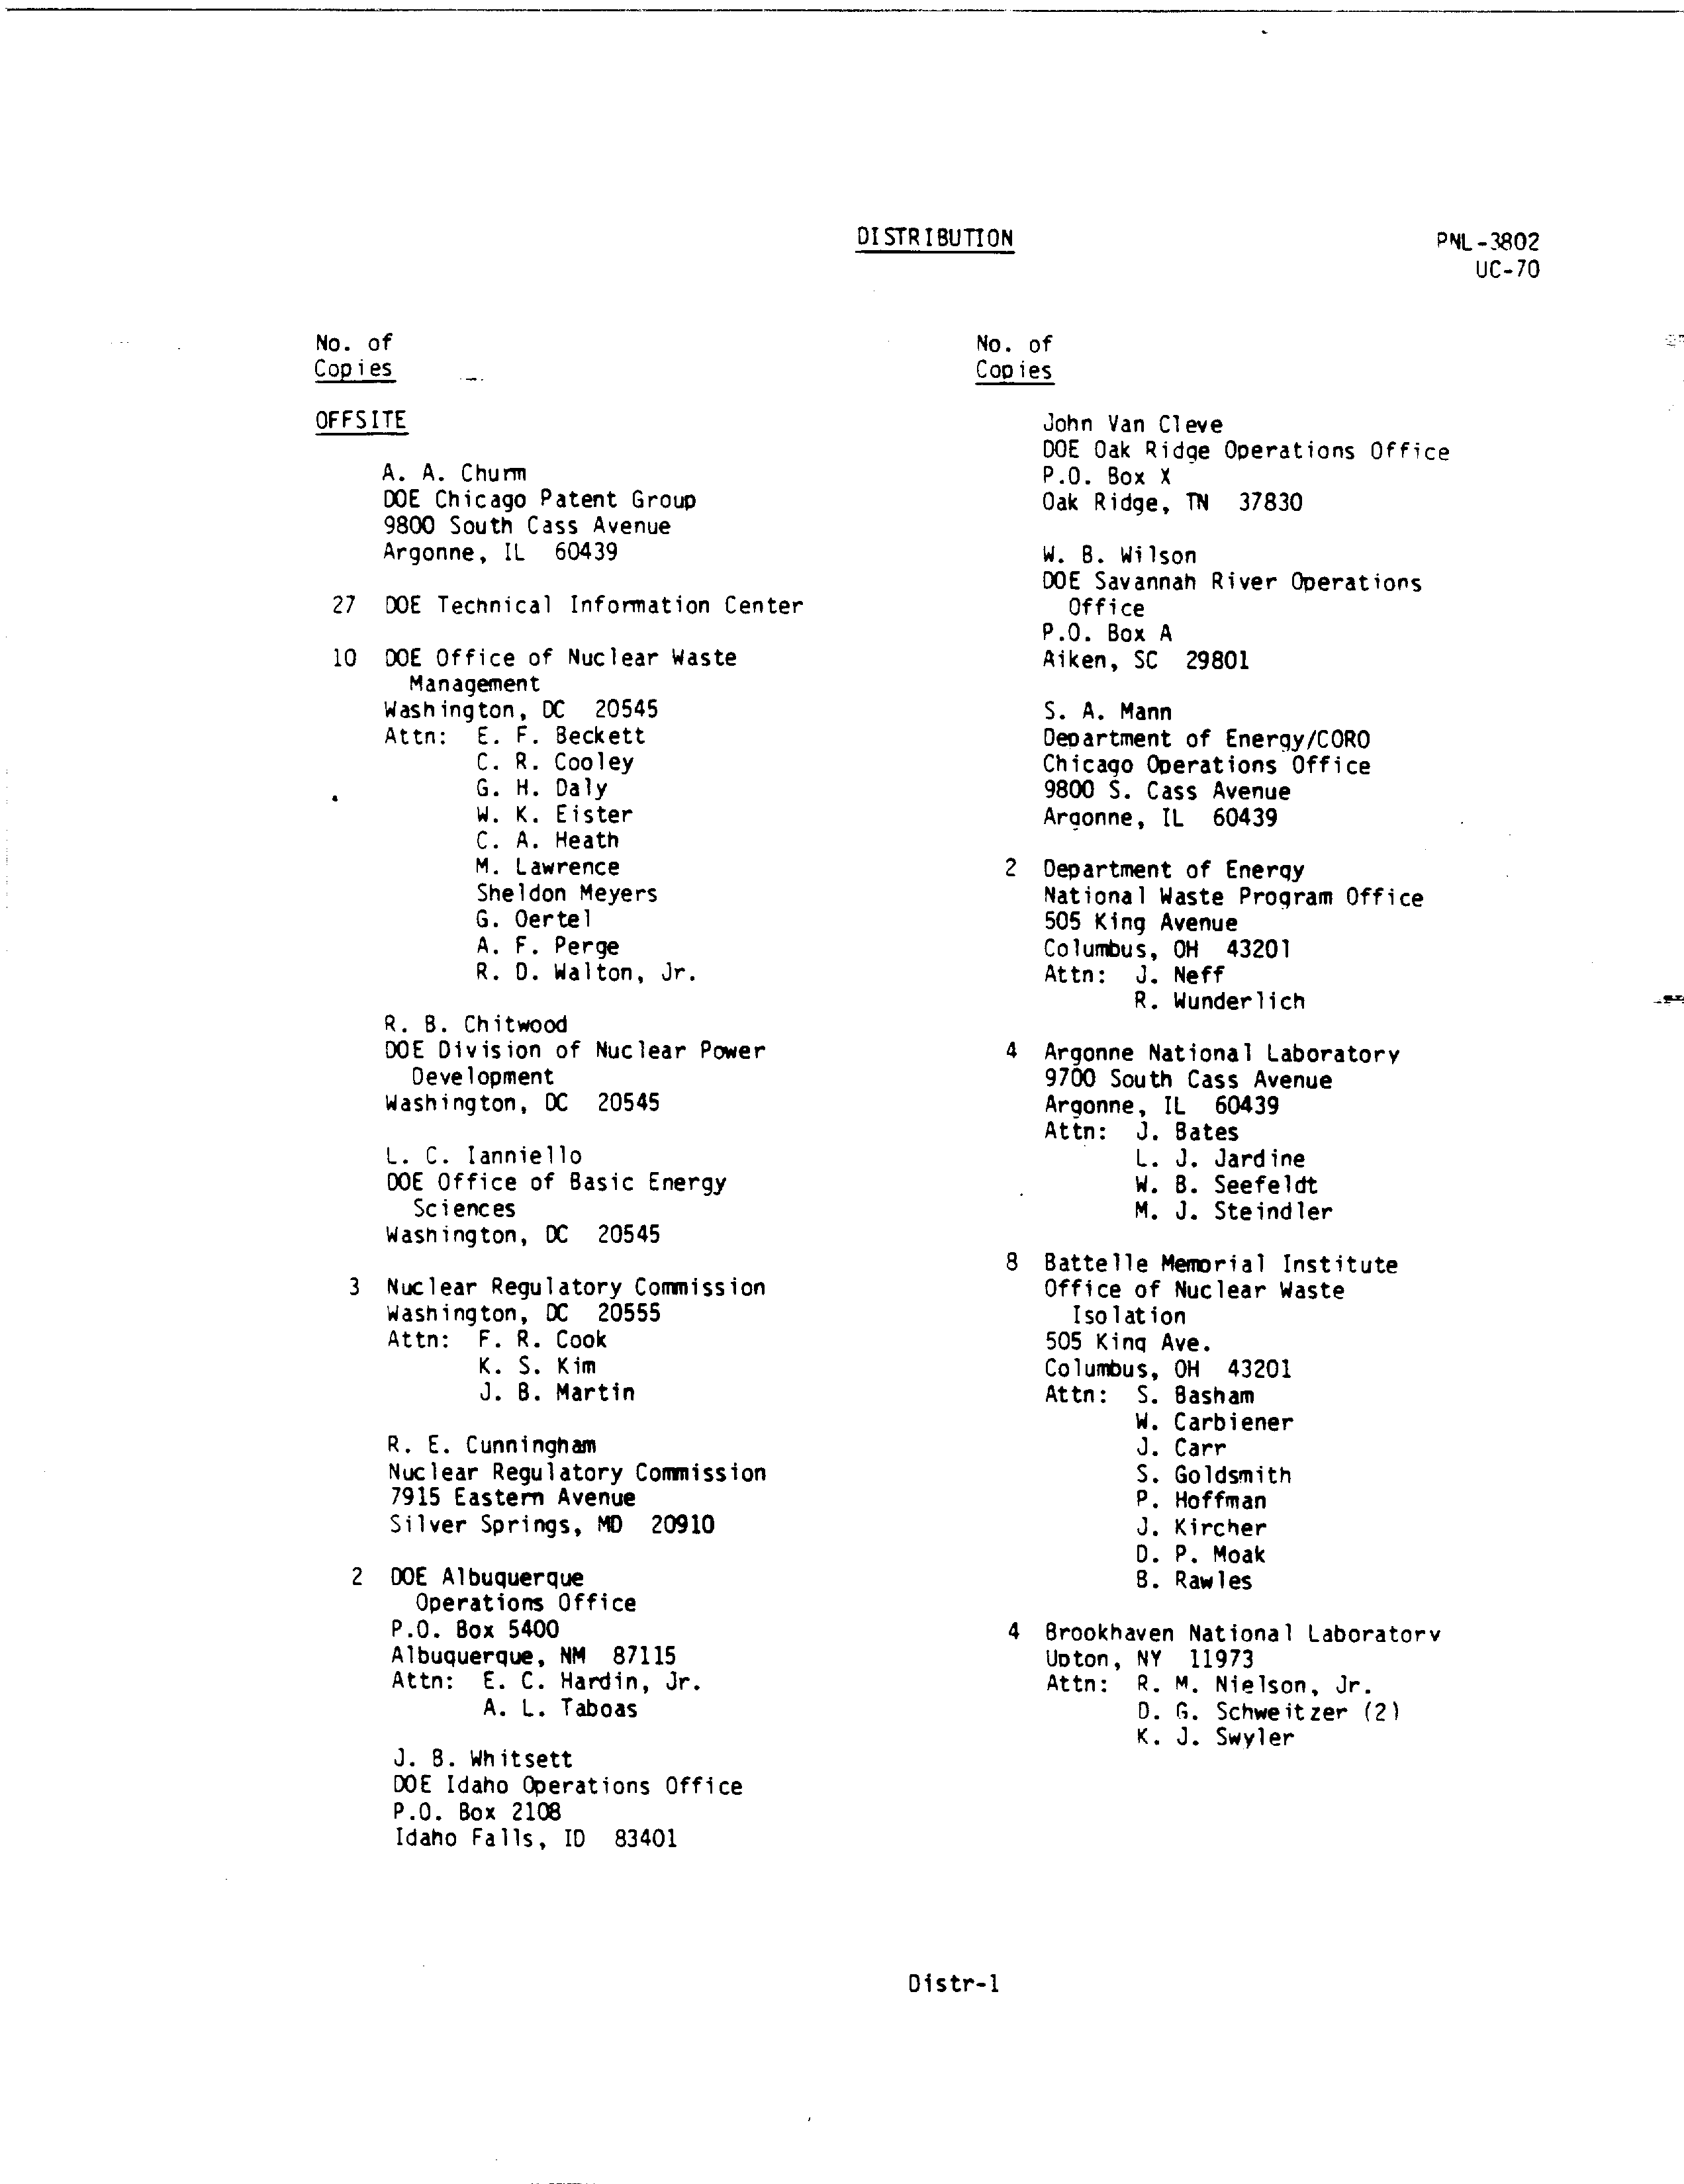 DISTRIBUTION
PNL-3802
UC-70
No. of
Copies
OFFSITE
A. A. Churm
DOE Chicago Patent Group
9800 South Cass Avenue
Argonne, IL 60439
27 DOE Technical Information Center
10 DOE Office of Nuclear Waste
Management
Washington, DC 20545
Attn: E. F. Beckett
C. R. Cooley
G. H. Daly
W. K. Eister
C. A. Heath
M. Lawrence
Sheldon Meyers
G. Oertel
A. F. Perge
R. D. Walton, Jr.
R. B. Chitwood
DOE Division of Nuclear Power
Development
Washington, DC 20545
L. C. Ianniello
DOE Office of Basic Energy
Sciences
Washington, DC 20545
3 Nuclear Regulatory Commission
Washington, DC 20555
Attn: F. R. Cook
K. S. Kim
J. B. Martin
R. E. Cunningham
Nuclear Regulatory Commission
7915 Eastern Avenue
Silver Springs, MD 20910
2 DOE Albuquerque
Operations Office
P.O. Box 5400
Albuquerque, NM 87115
Attn: E. C. Hardin, Jr.
A. L. Taboas
J. B. Whitsett
DOE Idaho Operations Office
P.O. Box 2108
Idaho Falls, ID 83401
No. of
Copies
John Van Cleve
DOE Oak Ridge Operations Office
P.O. Box X
Oak Ridge, TN 37830
W. B. Wilson
DOE Savannah River Operations
Office
P.O. Box A
Aiken, SC 29801
S. A. Mann
Department of Energy/CORO
Chicago Operations Office
9800 S. Cass Avenue
Argonne, IL 60439
2 Department of Energy
National Waste Program Office
505 King Avenue
Columbus, OH 43201
Attn: J. Neff
R. Wunderlich
4 Argonne National Laboratory
9700 South Cass Avenue
Argonne, IL 60439
Attn: J. Bates
L. J. Jardine
W. B. Seefeldt
M. J. Steindler
8 Battelle Memorial Institute
Office of Nuclear Waste
Isolation
505 King Ave.
Columbus, OH 43201
Attn: S. Basham
W. Carbiener
J. Carr
S. Goldsmith
P. Hoffman
J. Kircher
D. P. Moak
B. Rawles
4 Brookhaven National Laboratory
Upton, NY 11973
Attn: R. M. Nielson, Jr.
D. G. Schweitzer (2)
K. J. Swyler
Distr-1